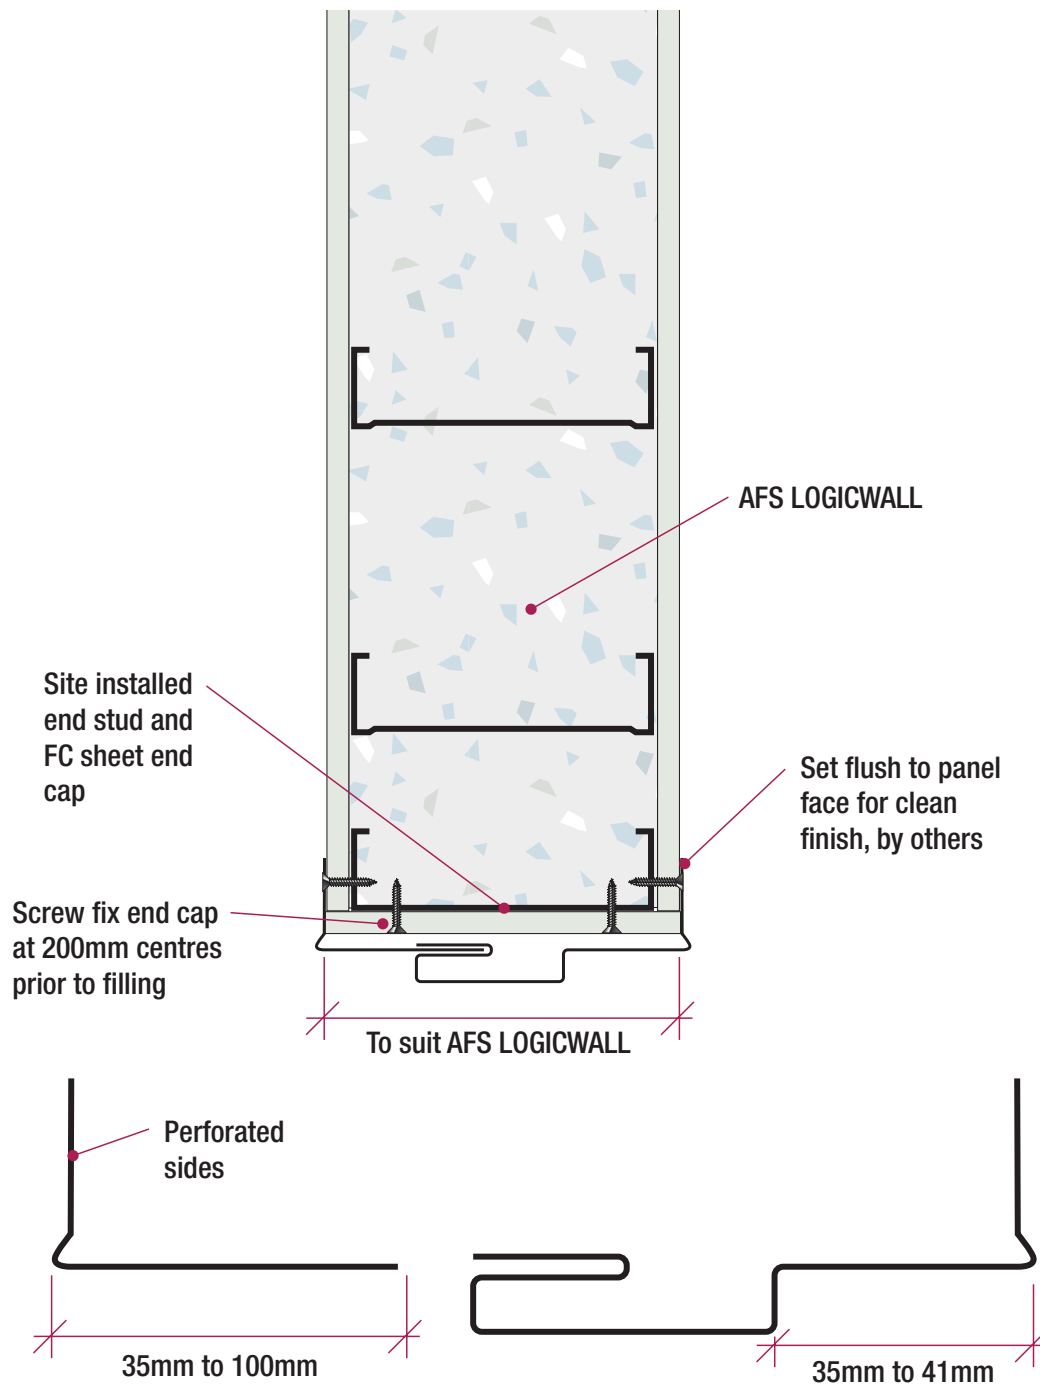 AFS LOGICWALL
Site installed
end stud and
FC sheet end
cap
Set flush to panel
face for clean
finish, by others
Screw fix end cap
at 200mm centres
prior to filling
To suit AFS LOGICWALL
Perforated
sides
35mm to 100mm
35mm to 41mm